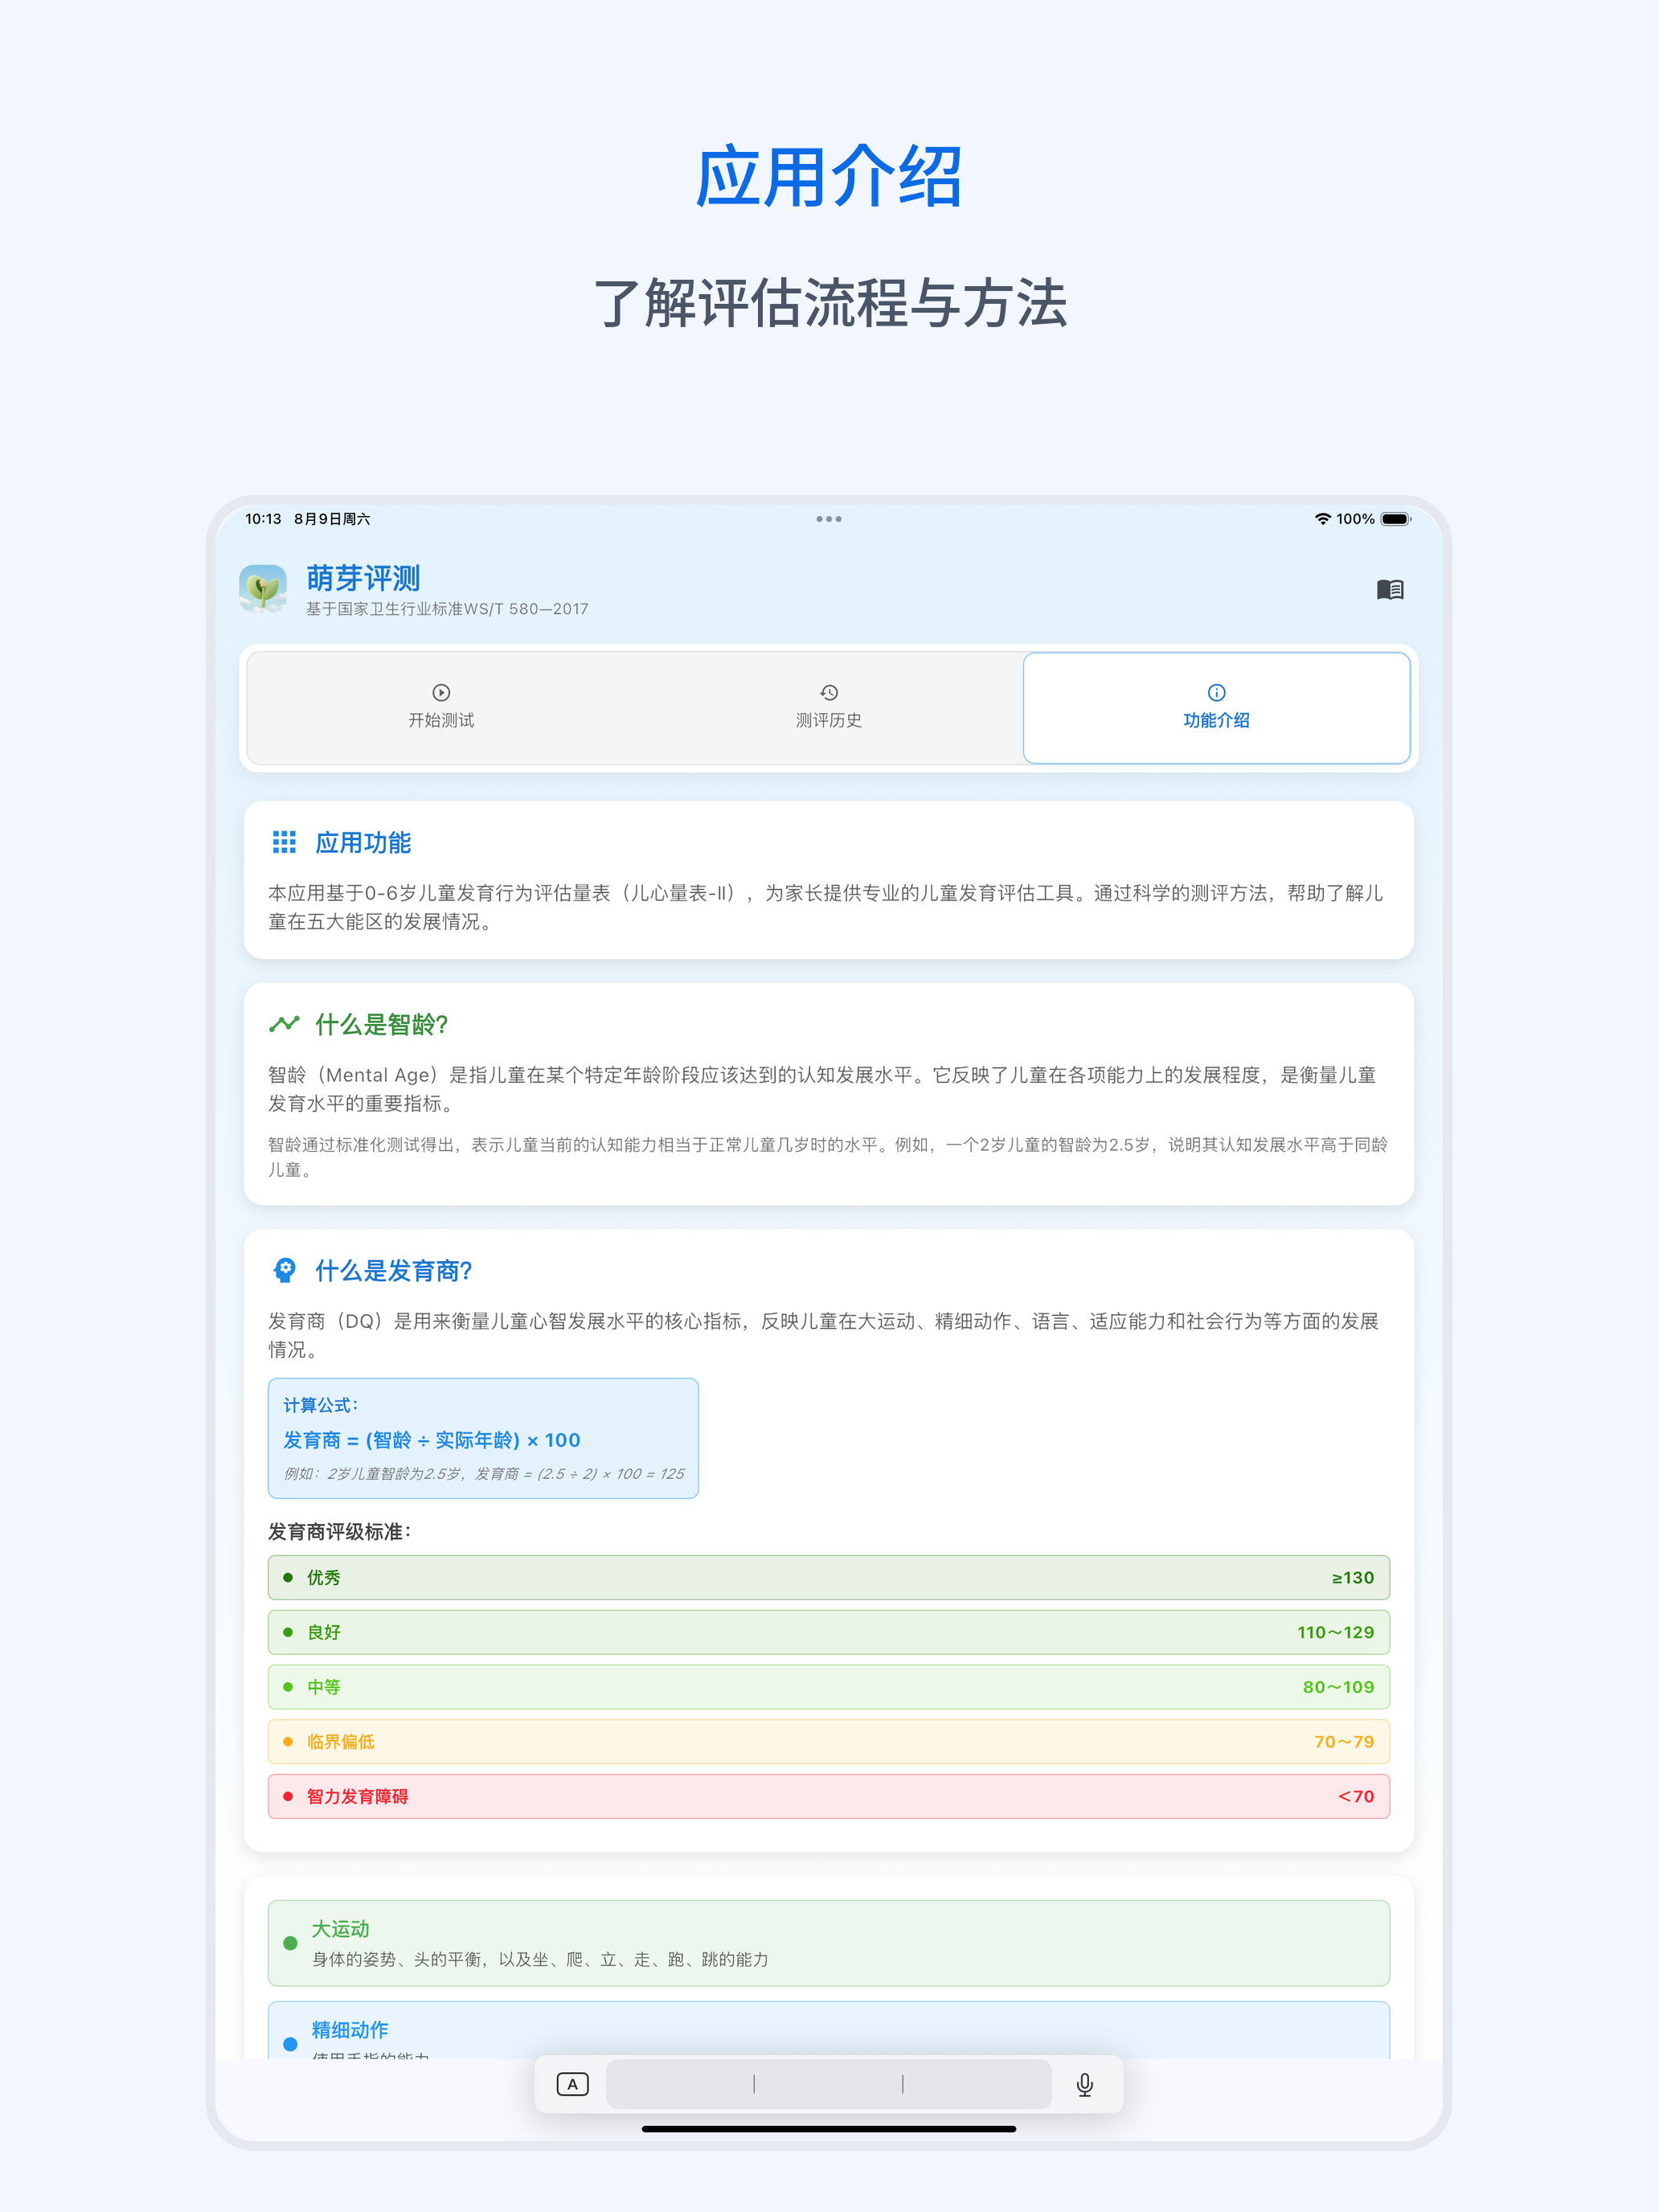 应用介绍
了解评估流程与方法
10:13 8月9日周六
100%
萌芽评测
基于国家卫生行业标准WS/T 580—2017
开始测试
测评历史
功能介绍
应用功能
本应用基于0-6岁儿童发育行为评估量表（儿心量表-II），为家长提供专业的儿童发育评估工具。通过科学的测评方法，帮助了解儿
童在五大能区的发展情况。
什么是智龄?
智龄（Mental Age）是指儿童在某个特定年龄阶段应该达到的认知发展水平。它反映了儿童在各项能力上的发展程度，是衡量儿童
发育水平的重要指标。
智龄通过标准化测试得出，表示儿童当前的认知能力相当于正常儿童几岁时的水平。例如，一个2岁儿童的智龄为2.5岁，说明其认知发展水平高于同龄
儿童。
什么是发育商?
发育商（DQ）是用来衡量儿童心智发展水平的核心指标，反映儿童在大运动、精细动作、语言、适应能力和社会行为等方面的发展
情况。
计算公式：
发育商 = (智龄 ÷ 实际年龄) × 100
例如：2岁儿童智龄为2.5岁，发育商 = (2.5 ÷ 2) × 100 = 125
发育商评级标准：
优秀 ≥130
良好 110～129
中等 80～109
临界偏低 70～79
智力发育障碍 ＜70
大运动
身体的姿势、头的平衡，以及坐、爬、立、走、跑、跳的能力
精细动作
使用手指的能力
A